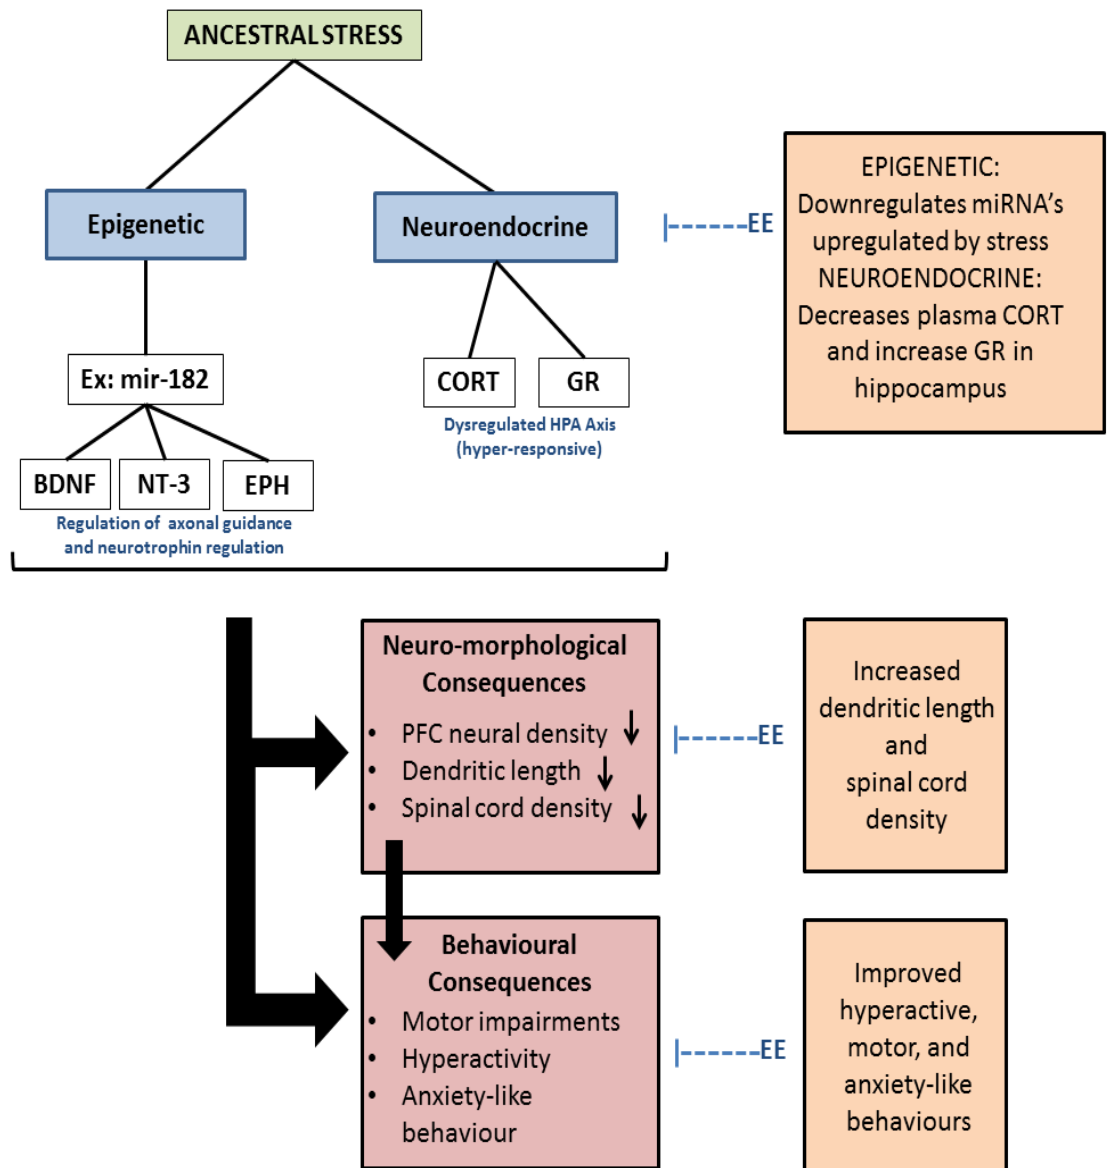 ANCESTRAL STRESS
Epigenetic
Neuroendocrine
EE
EPIGENETIC:
Downregulates miRNA's
upregulated by stress
NEUROENDOCRINE:
Decreases plasma CORT
and increase GR in
hippocampus
Ex: mir-182
CORT
GR
Dysregulated HPA Axis
(hyper-responsive)
BDNF
NT-3
EPH
Regulation of axonal guidance
and neurotrophin regulation
Neuro-morphological
Consequences
• PFC neural density ↓
• Dendritic length ↓
• Spinal cord density ↓
EE
Increased
dendritic length
and
spinal cord
density
Behavioural
Consequences
• Motor impairments
• Hyperactivity
• Anxiety-like
behaviour
EE
Improved
hyperactive,
motor, and
anxiety-like
behaviours